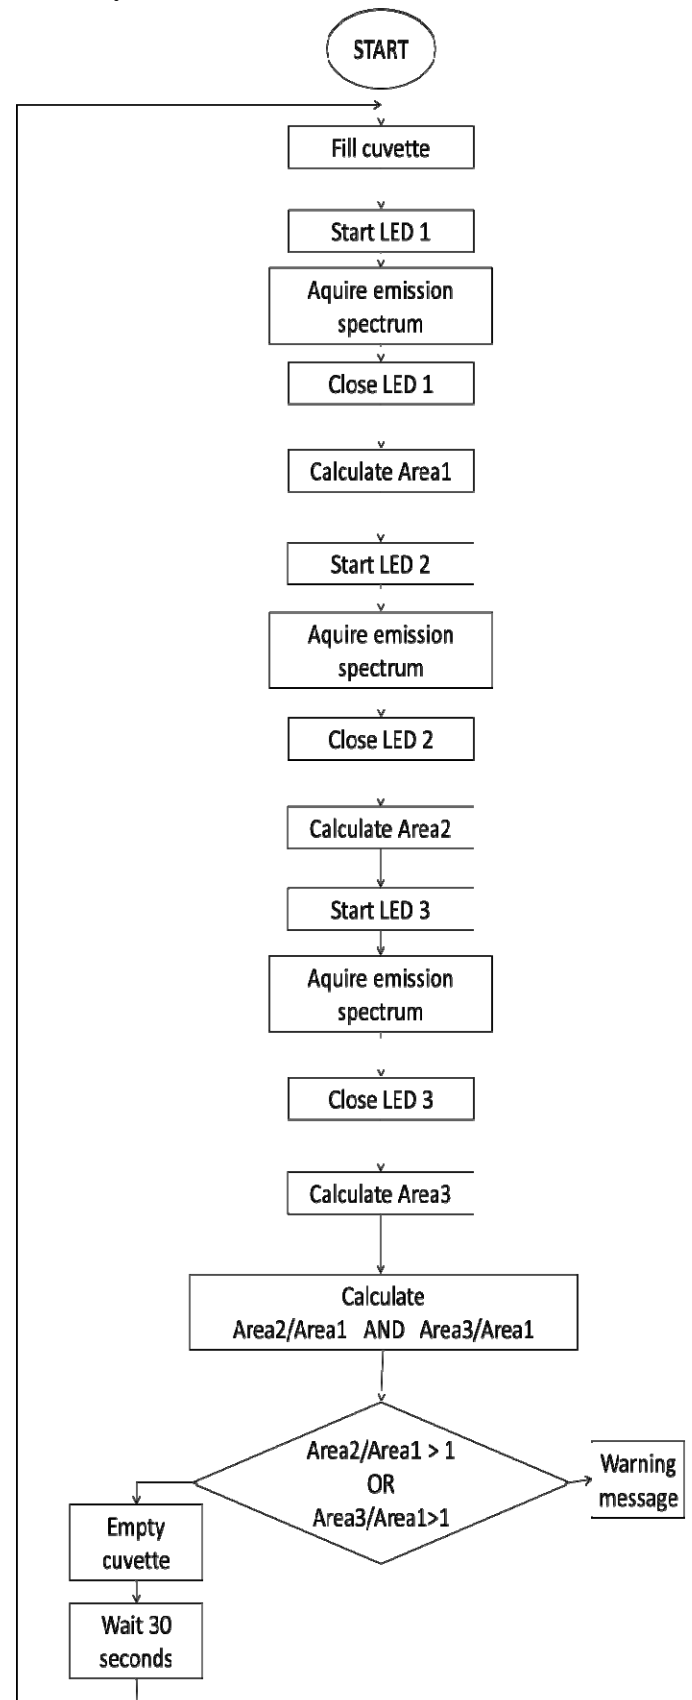 START
Fill cuvette
Start LED 1
Aquire emission
spectrum
Close LED 1
Calculate Area1
Start LED 2
Aquire emission
spectrum
Close LED 2
Calculate Area2
Start LED 3
Aquire emission
spectrum
Close LED 3
Calculate Area3
Calculate
Area2/Area1 AND Area3/Area1
Area2/Area1 > 1
OR
Area3/Area1>1
Warning
message
Empty
cuvette
Wait 30
seconds